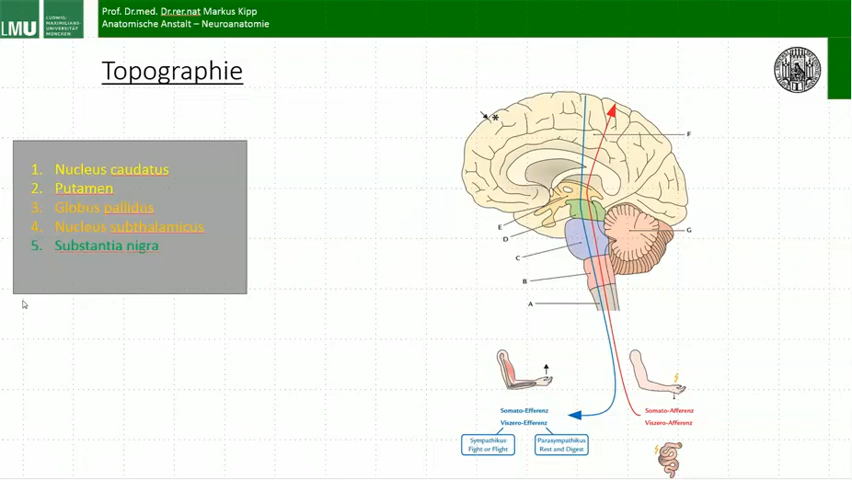 LMU
LUDWIG-
MAXIMILIANS-
UNIVERSITÄT
MÜNCHEN
Prof. Dr.med. Dr.rer.nat Markus Kipp
Anatomische Anstalt – Neuroanatomie
Topographie
1. Nucleus caudatus
2. Putamen
3. Globus pallidus
4. Nucleus subthalamicus
5. Substantia nigra
*
F
E
D
G
C
B
A
Somato-Efferenz
Viszero-Efferenz
Sympathikus
Fight or Flight
Parasympathikus
Rest and Digest
Somato-Afferenz
Viszero-Afferenz